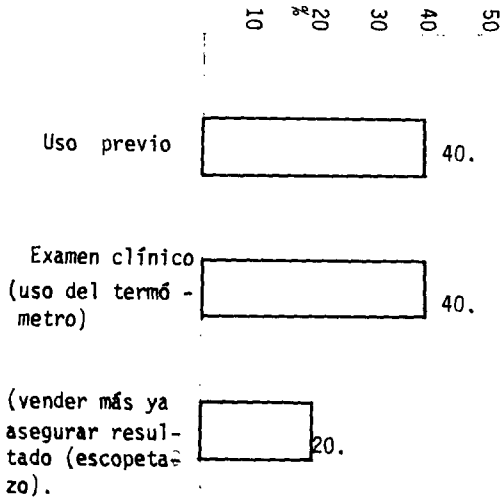 10 20 30 40 50
%
Uso previo
40.
Examen clínico
(uso del termó -
metro)
40.
(vender más ya
asegurar resul-
tado (escopeta-
zo).
20.